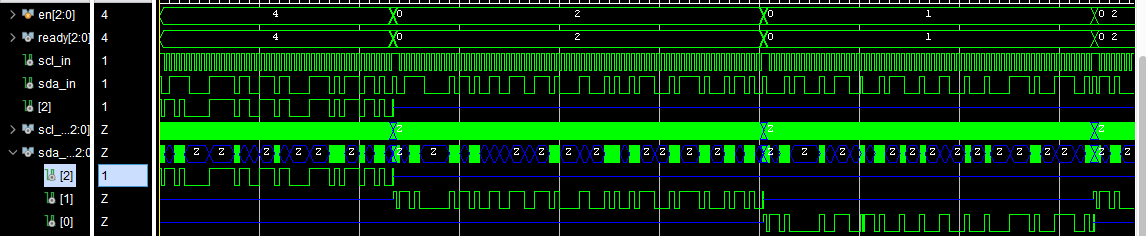 en[2:0] 4 4 0 2 0 1 0 2
ready[2:0] 4 4 0 2 0 1 0 2
scl_in 1
sda_in 1
[2] 1
scl_...2:0] Z Z Z Z
sda_...2:0 Z Z Z Z Z Z Z Z Z Z Z Z Z Z Z Z Z Z
[2] 1
[1] Z
[0] Z